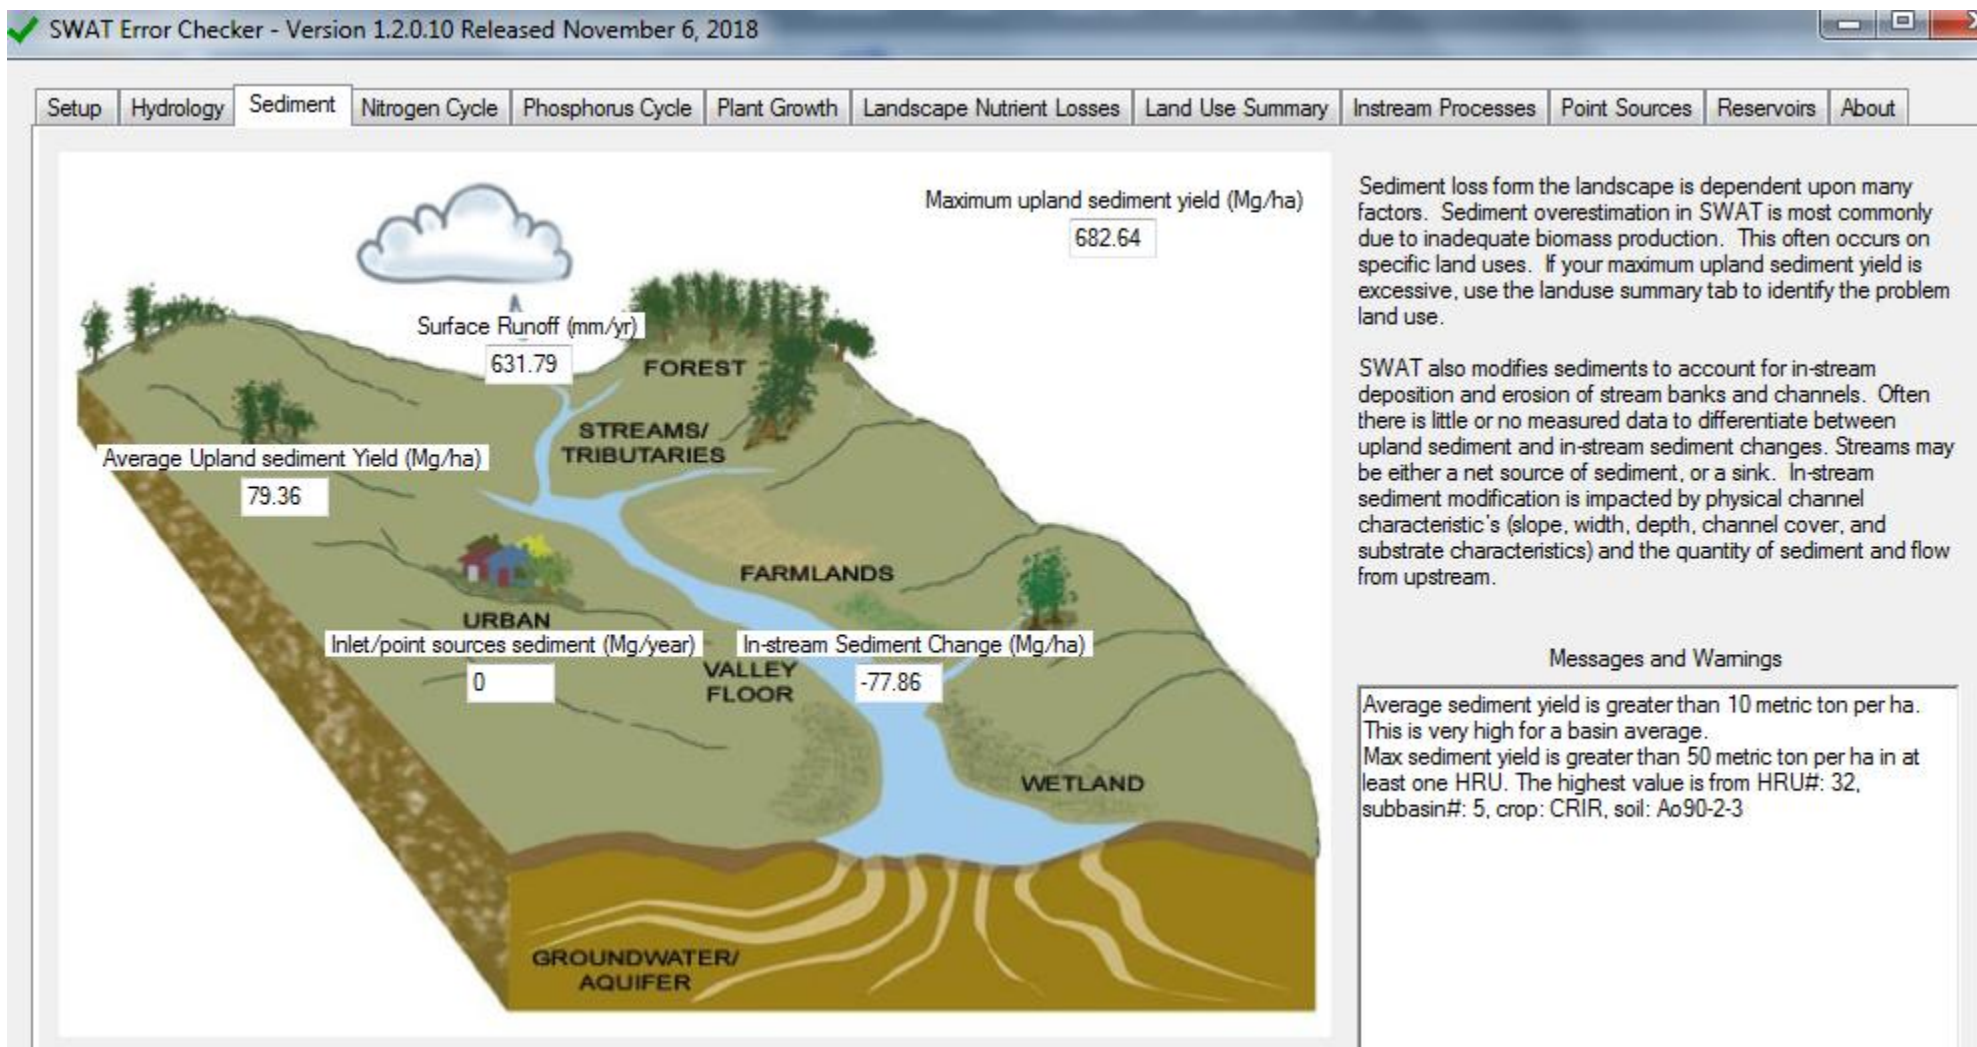 SWAT Error Checker - Version 1.2.0.10 Released November 6, 2018
Setup Hydrology Sediment Nitrogen Cycle Phosphorus Cycle Plant Growth Landscape Nutrient Losses Land Use Summary Instream Processes Point Sources Reservoirs About
Maximum upland sediment yield (Mg/ha)
682.64
Surface Runoff (mm/yr)
631.79
FOREST
STREAMS/
TRIBUTARIES
Average Upland sediment Yield (Mg/ha)
79.36
FARMLANDS
URBAN
Inlet/point sources sediment (Mg/year)
0
In-stream Sediment Change (Mg/ha)
-77.86
VALLEY
FLOOR
WETLAND
GROUNDWATER/
AQUIFER
Sediment loss form the landscape is dependent upon many
factors. Sediment overestimation in SWAT is most commonly
due to inadequate biomass production. This often occurs on
specific land uses. If your maximum upland sediment yield is
excessive, use the landuse summary tab to identify the problem
land use.
SWAT also modifies sediments to account for in-stream
deposition and erosion of stream banks and channels. Often
there is little or no measured data to differentiate between
upland sediment and in-stream sediment changes. Streams may
be either a net source of sediment, or a sink. In-stream
sediment modification is impacted by physical channel
characteristic's (slope, width, depth, channel cover, and
substrate characteristics) and the quantity of sediment and flow
from upstream.
Messages and Warnings
Average sediment yield is greater than 10 metric ton per ha.
This is very high for a basin average.
Max sediment yield is greater than 50 metric ton per ha in at
least one HRU. The highest value is from HRU#: 32,
subbasin#: 5, crop: CRIR, soil: Ao90-2-3